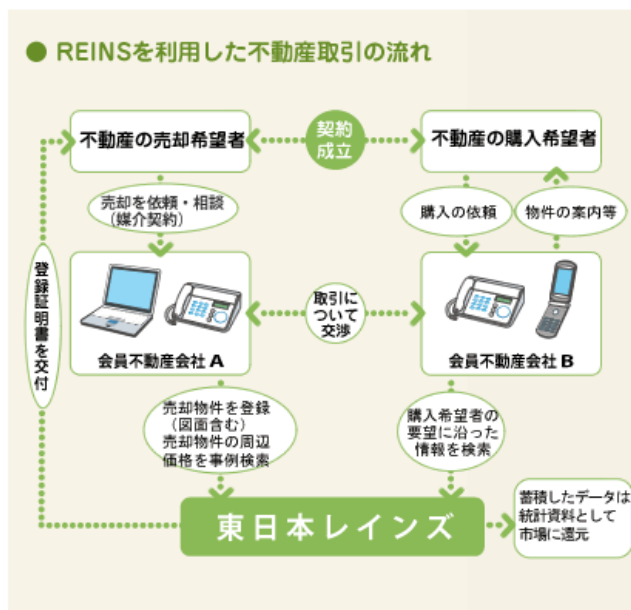 ● REINSを利用した不動産取引の流れ
不動産の売却希望者
契約
成立
不動産の購入希望者
売却を依頼・相談
（媒介契約）
購入の依頼
物件の案内等
登録証明書を交付
取引に
ついて
交渉
会員不動産会社 A
会員不動産会社 B
売却物件を登録
（図面含む）
売却物件の周辺
価格を事例検索
購入希望者の
要望に沿った
情報を検索
東日本レインズ
蓄積したデータは
統計資料として
市場に還元